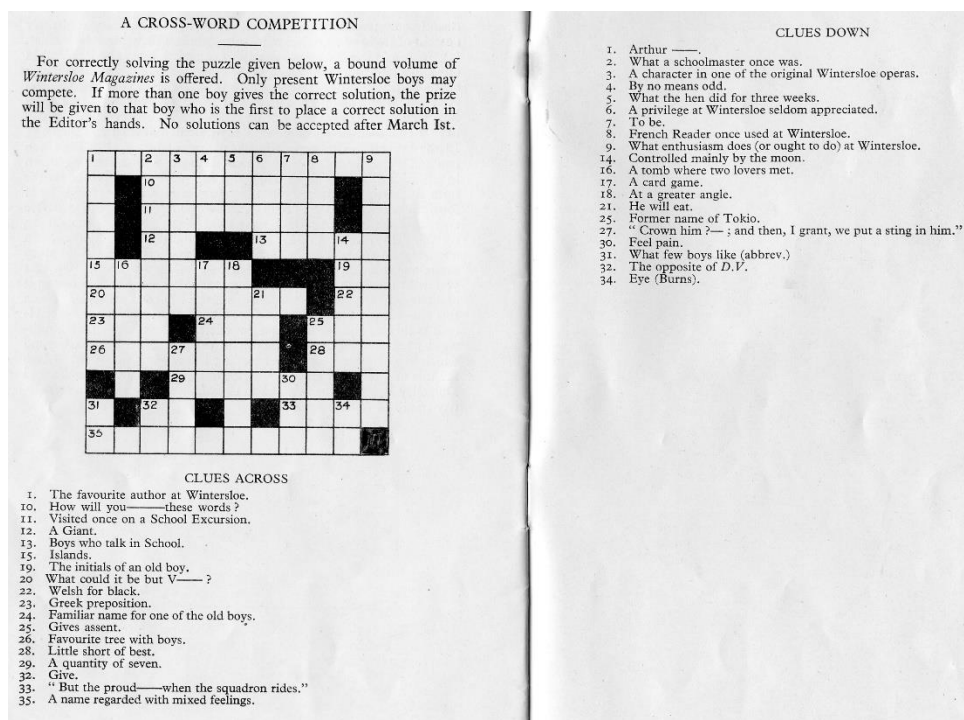 A CROSS-WORD COMPETITION
For correctly solving the puzzle given below, a bound volume of
Wintersloe Magazines is offered. Only present Wintersloe boys may
compete. If more than one boy gives the correct solution, the prize
will be given to that boy who is the first to place a correct solution in
the Editor's hands. No solutions can be accepted after March Ist.
1 2 3 4 5 6 7 8 9
10
11
12 13 14
15 16 17 18 19
20 21 22
23 24 25
26 27 28
29 30
31 32 33 34
35
CLUES ACROSS
1. The favourite author at Wintersloe.
10. How will you——these words ?
11. Visited once on a School Excursion.
12. A Giant.
13. Boys who talk in School.
15. Islands.
19. The initials of an old boy.
20 What could it be but V—— ?
22. Welsh for black.
23. Greek preposition.
24. Familiar name for one of the old boys.
25. Gives assent.
26. Favourite tree with boys.
28. Little short of best.
29. A quantity of seven.
32. Give.
33. " But the proud——when the squadron rides."
35. A name regarded with mixed feelings.
CLUES DOWN
1. Arthur ——.
2. What a schoolmaster once was.
3. A character in one of the original Wintersloe operas.
4. By no means odd.
5. What the hen did for three weeks.
6. A privilege at Wintersloe seldom appreciated.
7. To be.
8. French Reader once used at Wintersloe.
9. What enthusiasm does (or ought to do) at Wintersloe.
14. Controlled mainly by the moon.
16. A tomb where two lovers met.
17. A card game.
18. At a greater angle.
21. He will eat.
25. Former name of Tokio.
27. " Crown him ?— ; and then, I grant, we put a sting in him."
30. Feel pain.
31. What few boys like (abbrev.)
32. The opposite of D.V.
34. Eye (Burns).